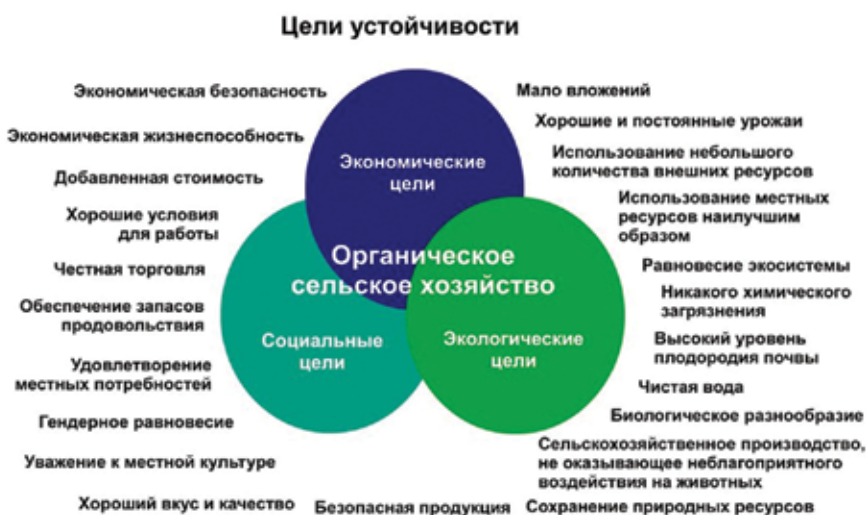 Цели устойчивости
Экономическая безопасность
Экономическая жизнеспособность
Добавленная стоимость
Хорошие условия
для работы
Честная торговля
Обеспечение запасов
продовольствия
Удовлетворение
местных потребностей
Гендерное равновесие
Уважение к местной культуре
Хороший вкус и качество
Экономические
цели
Органическое
сельское хозяйство
Социальные
цели
Экологические
цели
Безопасная продукция
Мало вложений
Хорошие и постоянные урожаи
Использование небольшого
количества внешних ресурсов
Использование местных
ресурсов наилучшим
образом
Равновесие экосистемы
Никакого химического
загрязнения
Высокий уровень
плодородия почвы
Чистая вода
Биологическое разнообразие
Сельскохозяйственное производство,
не оказывающее неблагоприятного
воздействия на животных
Сохранение природных ресурсов